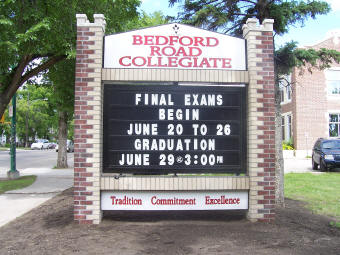 BEDFORD
ROAD
COLLEGIATE
FINAL EXAMS
BEGIN
JUNE 20 TO 26
GRADUATION
JUNE 29@3:00PM
Tradition Commitment Excellence